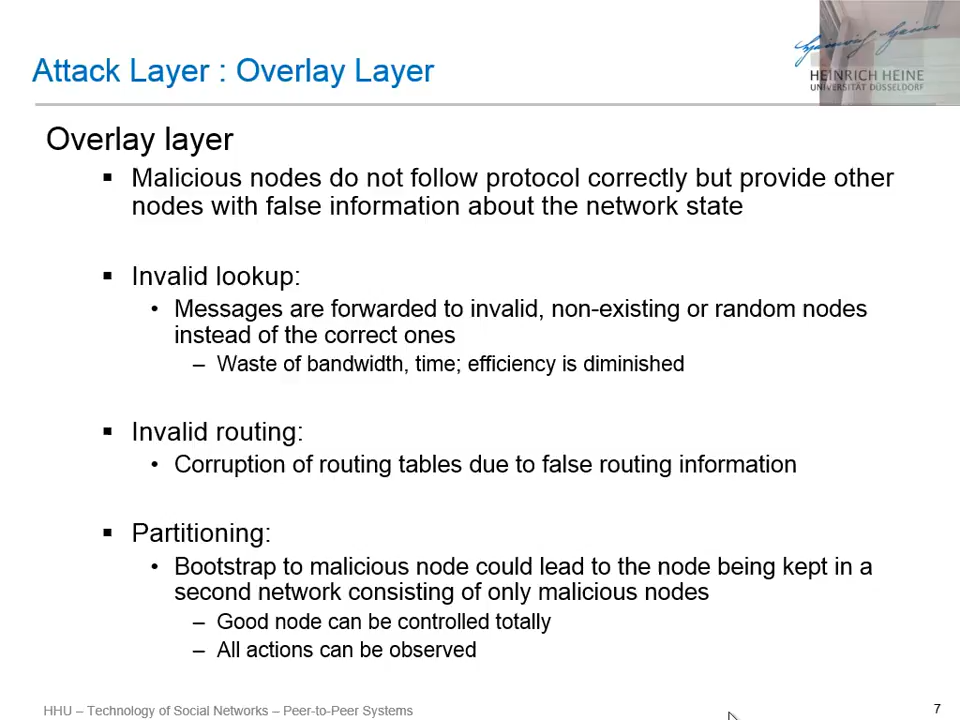 Attack Layer : Overlay Layer
Heinrich Heine
HEINRICH HEINE
UNIVERSITÄT DÜSSELDORF
Overlay layer
▪ Malicious nodes do not follow protocol correctly but provide other
nodes with false information about the network state
▪ Invalid lookup:
• Messages are forwarded to invalid, non-existing or random nodes
instead of the correct ones
– Waste of bandwidth, time; efficiency is diminished
▪ Invalid routing:
• Corruption of routing tables due to false routing information
▪ Partitioning:
• Bootstrap to malicious node could lead to the node being kept in a
second network consisting of only malicious nodes
– Good node can be controlled totally
– All actions can be observed
HHU – Technology of Social Networks – Peer-to-Peer Systems
7